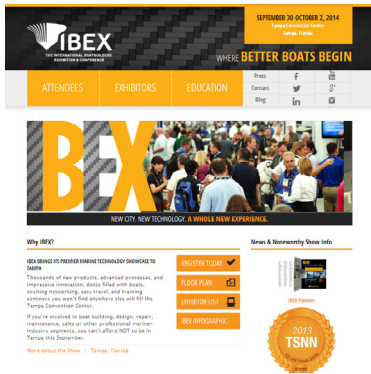 SEPTEMBER 30-OCTOBER 2, 2014
Tampa Convention Center
Tampa, Florida
IBEX
THE INTERNATIONAL BOATBUILDERS'
EXHIBITION & CONFERENCE
WHERE BETTER BOATS BEGIN
ATTENDEES
EXHIBITORS
EDUCATION
Press
Contact
Blog
IBEX
NEW CITY. NEW TECHNOLOGY. A WHOLE NEW EXPERIENCE.
Why IBEX?
IBEX BRINGS ITS PREMIER MARINE TECHNOLOGY SHOWCASE TO
TAMPA
Thousands of new products, advanced processes, and
impressive innovation, docks filled with boats,
exciting networking, easy travel, and training
seminars you won't find anywhere else will fill the
Tampa Convention Center.
If you're involved in boat building, design, repair,
maintenance, sales or other professional marine-
industry segments, you can't afford NOT to be in
Tampa this September.
More about the Show | Tampa, Florida
REGISTER TODAY
FLOOR PLAN
EXHIBITOR LIST
IBEX INFOGRAPHIC
News & Noteworthy Show Info
IBEX Planner
2013
TSNN